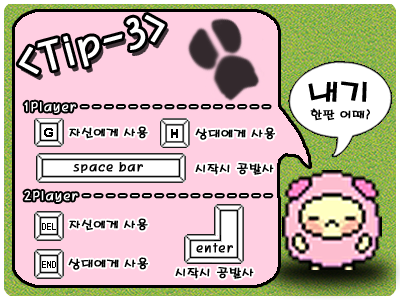 <Tip-3>
내기
한판 어때?
1Player
G 자신에게 사용 H 상대에게 사용
space bar 시작시 공발사
2Player
DEL 자신에게 사용
enter
END 상대에게 사용
시작시 공발사